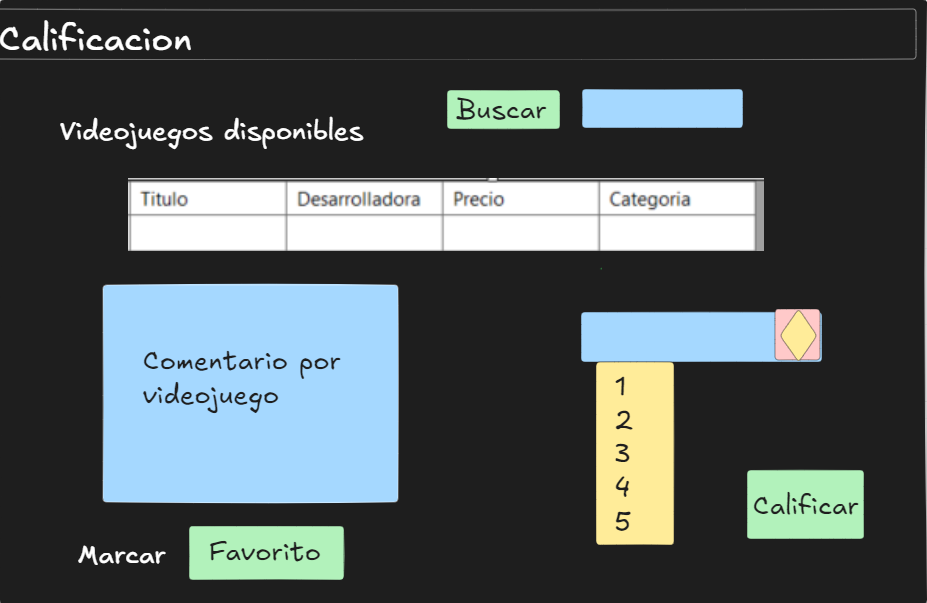 Calificacion
Buscar
Videojuegos disponibles
Titulo Desarrolladora Precio Categoria
Comentario por
videojuego
1
2
3
4
5
Calificar
Marcar Favorito